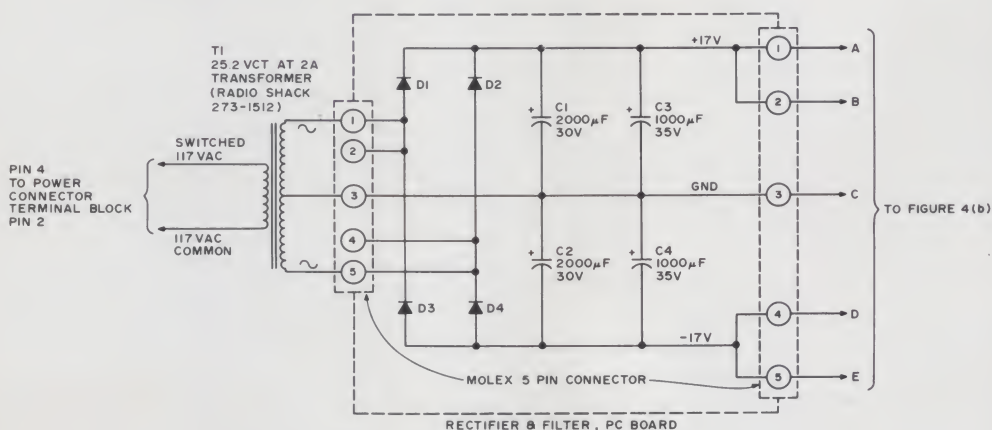 T1
25.2 VCT AT 2A
TRANSFORMER
(RADIO SHACK
273-1512)
SWITCHED
117 VAC
PIN 4
TO POWER
CONNECTOR
TERMINAL BLOCK
PIN 2
117 VAC
COMMON
1
2
3
4
5
D1
D2
D3
D4
+
C1
2000µF
30V
+
C3
1000µF
35V
+
C2
2000µF
30V
+
C4
1000µF
35V
+17V
GND
-17V
1
2
3
4
5
A
B
C
D
E
TO FIGURE 4(b)
MOLEX 5 PIN CONNECTOR
RECTIFIER & FILTER, PC BOARD